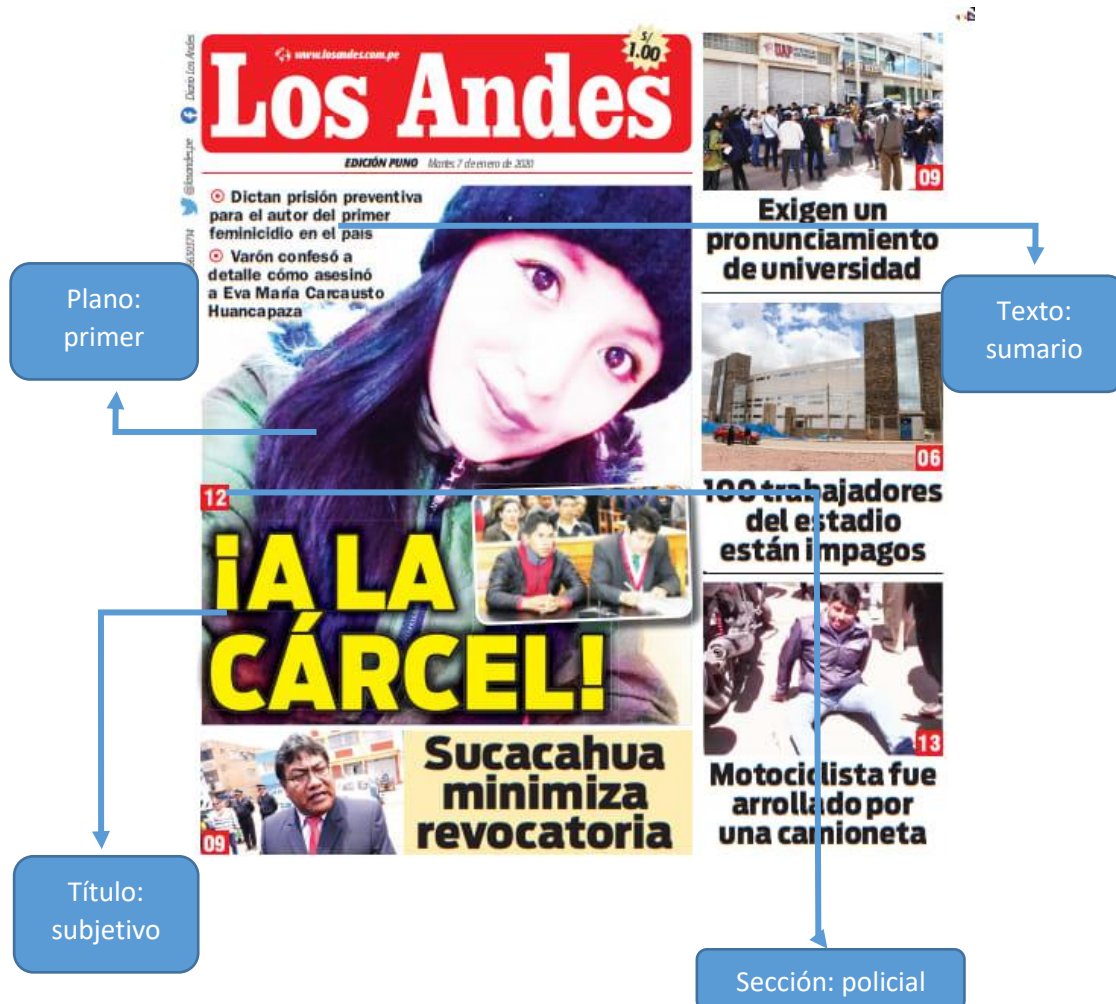 www.losandes.com.pe
S/
1.00
Los Andes
EDICIÓN PUNO Martes 7 de enero de 2020
Diario Los Andes
@losandes.pe
Dictan prisión preventiva
para el autor del primer
feminicidio en el país
Varón confesó a
detalle cómo asesinó
a Eva María Carcausto
Huancapaza
12
¡A LA
CÁRCEL!
09
Sucacahua
minimiza
revocatoria
UAP
09
Exigen un
pronunciamiento
de universidad
06
100 trabajadores
del estadio
están impagos
13
Motociclista fue
arrollado por
una camioneta
Plano:
primer
Texto:
sumario
Título:
subjetivo
Sección: policial